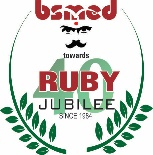 bsmed
towards
40
RUBY
JUBILEE
SINCE 1984